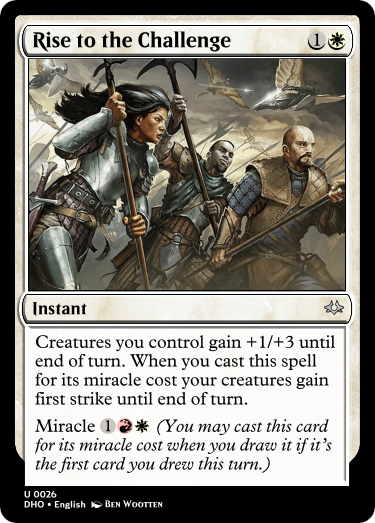 Rise to the Challenge 1
Instant
Creatures you control gain +1/+3 until
end of turn. When you cast this spell
for its miracle cost your creatures gain
first strike until end of turn.
Miracle 1 (You may cast this card
for its miracle cost when you draw it if it's
the first card you drew this turn.)
U 0026
DHO • English Ben Wootten